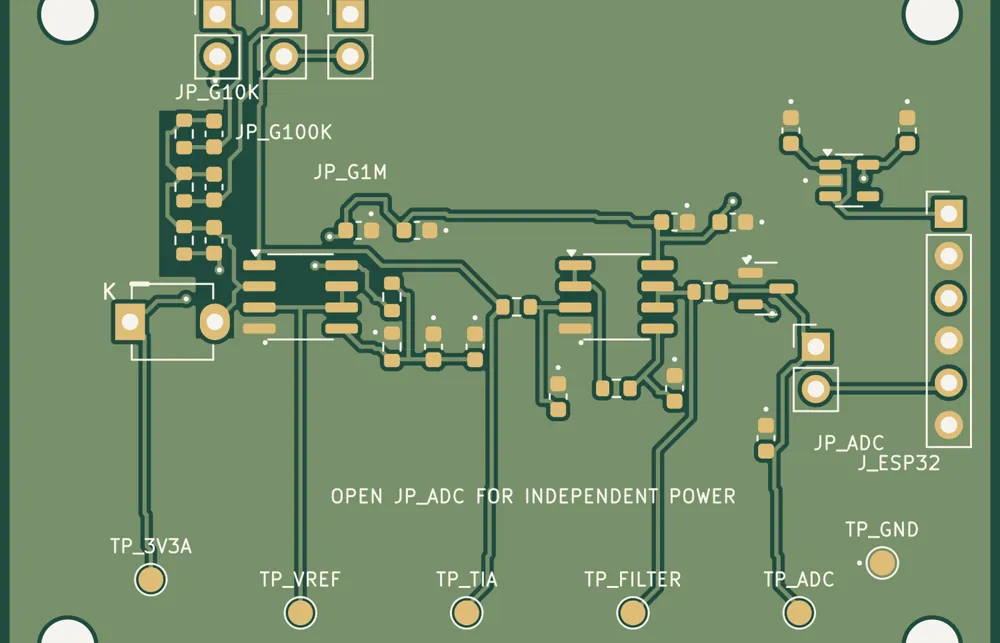 JP_G10K
JP_G100K
JP_G1M
K
JP_ADC
J_ESP32
OPEN JP_ADC FOR INDEPENDENT POWER
TP_GND
TP_3V3A
TP_VREF
TP_TIA
TP_FILTER
TP_ADC